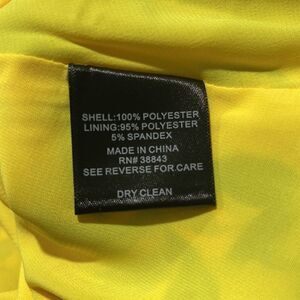 SHELL:100% POLYESTER
LINING:95% POLYESTER
5% SPANDEX
MADE IN CHINA
RN# 38843
SEE REVERSE FOR CARE
DRY CLEAN